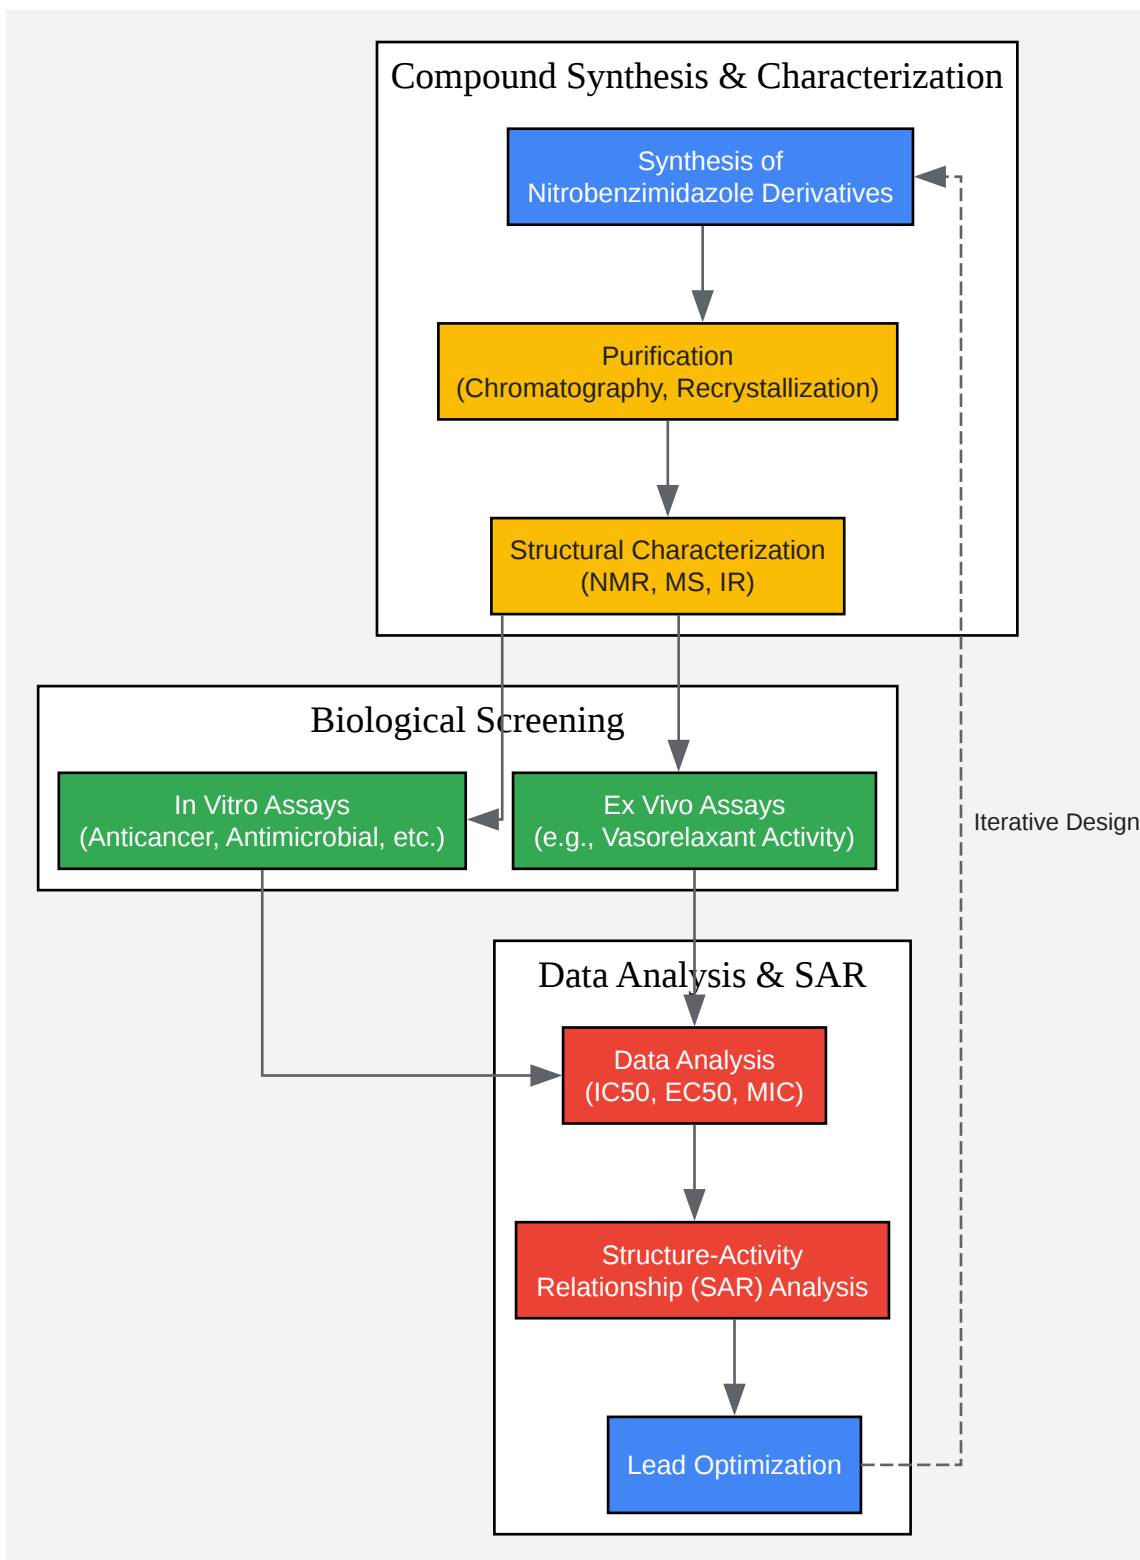 Compound Synthesis & Characterization
Synthesis of
Nitrobenzimidazole Derivatives
Purification
(Chromatography, Recrystallization)
Structural Characterization
(NMR, MS, IR)
Biological Screening
In Vitro Assays
(Anticancer, Antimicrobial, etc.)
Ex Vivo Assays
(e.g., Vasorelaxant Activity)
Iterative Design
Data Analysis & SAR
Data Analysis
(IC50, EC50, MIC)
Structure-Activity
Relationship (SAR) Analysis
Lead Optimization